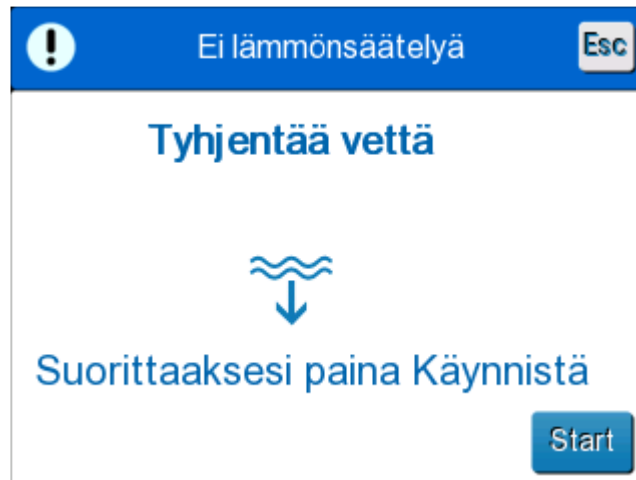 Ei lämmönsäätelyä
Esc
Tyhjentää vettä
Suorittaaksesi paina Käynnistä
Start